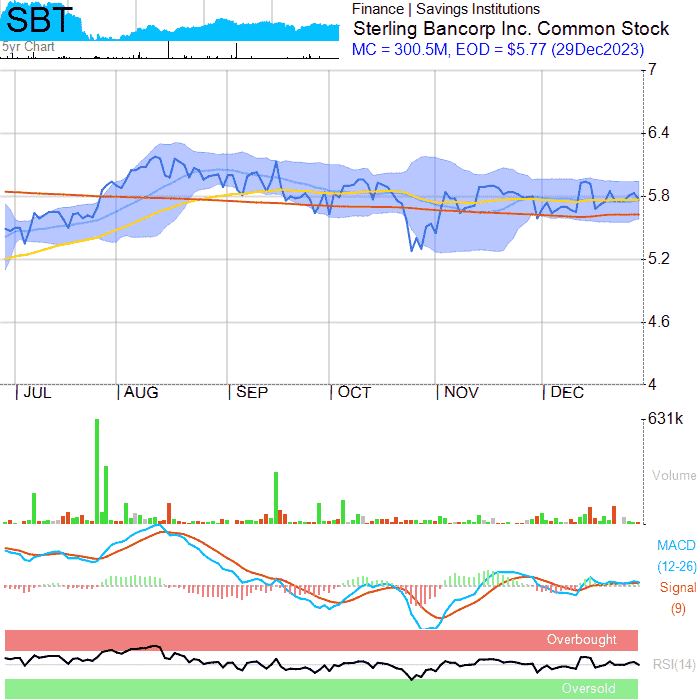 SBT
5yr Chart
Finance | Savings Institutions
Sterling Bancorp Inc. Common Stock
MC = 300.5M, EOD = $5.77 (29Dec2023)
7
6.4
5.8
5.2
4.6
4
JUL AUG SEP OCT NOV DEC
631k
Volume
MACD
(12-26)
Signal
(9)
Overbought
RSI(14)
Oversold